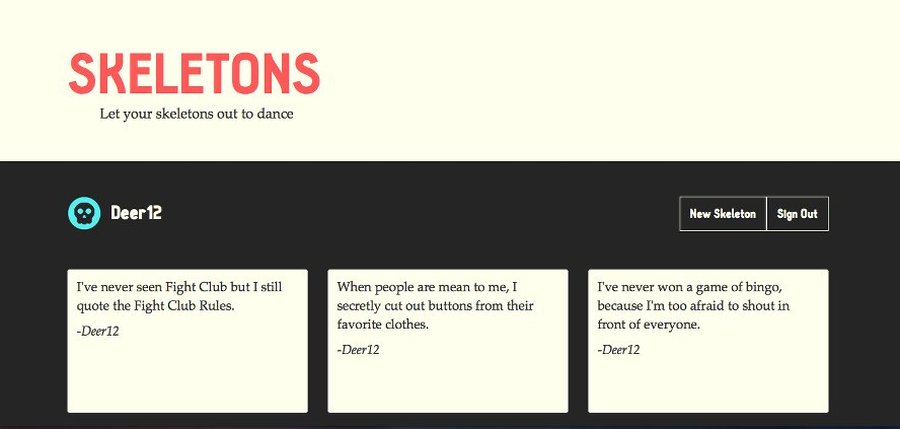 SKELETONS
Let your skeletons out to dance
Deer12
New Skeleton
Sign Out
I've never seen Fight Club but I still
quote the Fight Club Rules.
-Deer12
When people are mean to me, I
secretly cut out buttons from their
favorite clothes.
-Deer12
I've never won a game of bingo,
because I'm too afraid to shout in
front of everyone.
-Deer12